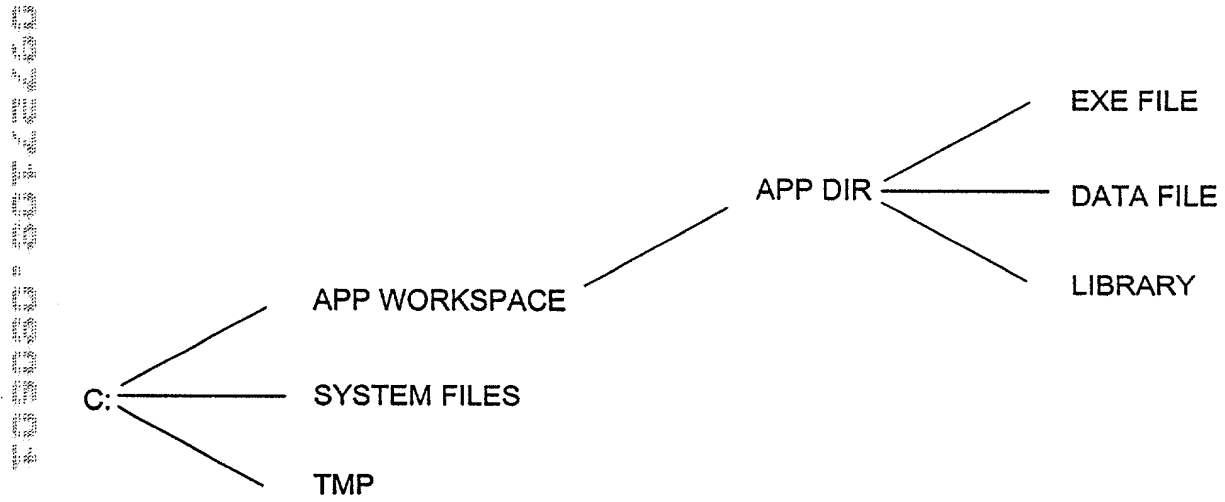 EXE FILE
APP DIR
DATA FILE
LIBRARY
APP WORKSPACE
C:
SYSTEM FILES
TMP